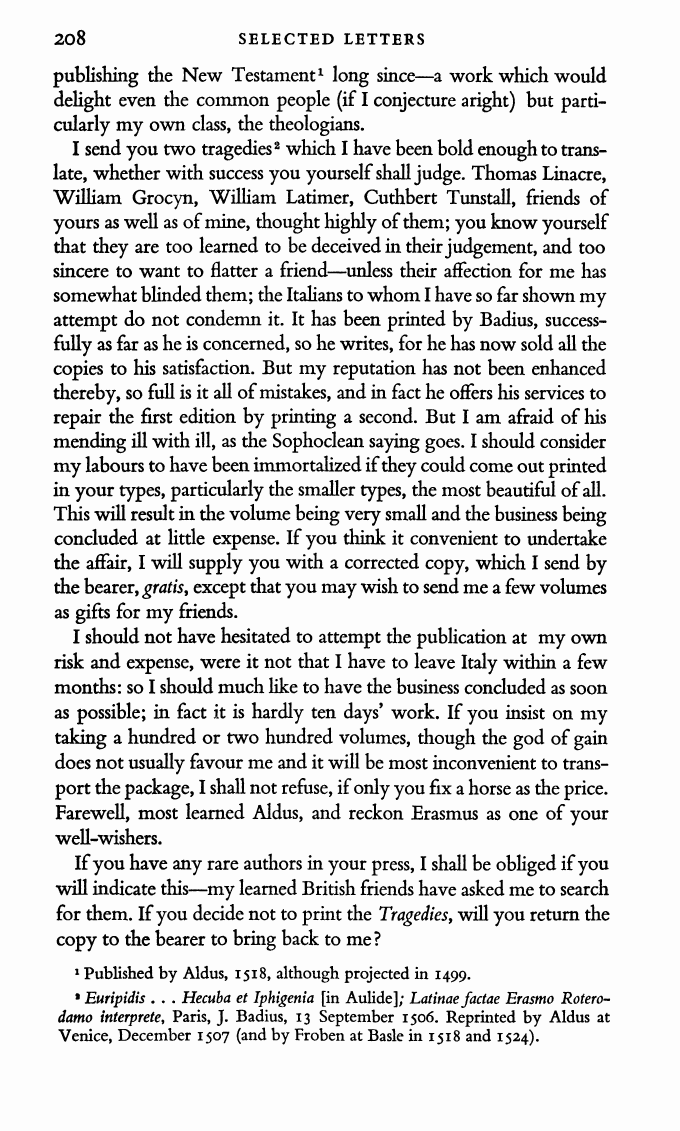 208 SELECTED LETTERS
publishing the New Testament¹ long since—a work which would
delight even the common people (if I conjecture aright) but parti-
cularly my own class, the theologians.
I send you two tragedies² which I have been bold enough to trans-
late, whether with success you yourself shall judge. Thomas Linacre,
William Grocyn, William Latimer, Cuthbert Tunstall, friends of
yours as well as of mine, thought highly of them; you know yourself
that they are too learned to be deceived in their judgement, and too
sincere to want to flatter a friend—unless their affection for me has
somewhat blinded them; the Italians to whom I have so far shown my
attempt do not condemn it. It has been printed by Badius, success-
fully as far as he is concerned, so he writes, for he has now sold all the
copies to his satisfaction. But my reputation has not been enhanced
thereby, so full is it all of mistakes, and in fact he offers his services to
repair the first edition by printing a second. But I am afraid of his
mending ill with ill, as the Sophoclean saying goes. I should consider
my labours to have been immortalized if they could come out printed
in your types, particularly the smaller types, the most beautiful of all.
This will result in the volume being very small and the business being
concluded at little expense. If you think it convenient to undertake
the affair, I will supply you with a corrected copy, which I send by
the bearer, gratis, except that you may wish to send me a few volumes
as gifts for my friends.
I should not have hesitated to attempt the publication at my own
risk and expense, were it not that I have to leave Italy within a few
months: so I should much like to have the business concluded as soon
as possible; in fact it is hardly ten days' work. If you insist on my
taking a hundred or two hundred volumes, though the god of gain
does not usually favour me and it will be most inconvenient to trans-
port the package, I shall not refuse, if only you fix a horse as the price.
Farewell, most learned Aldus, and reckon Erasmus as one of your
well-wishers.
If you have any rare authors in your press, I shall be obliged if you
will indicate this—my learned British friends have asked me to search
for them. If you decide not to print the Tragedies, will you return the
copy to the bearer to bring back to me?
¹ Published by Aldus, 1518, although projected in 1499.
² Euripidis . . . Hecuba et Iphigenia [in Aulide]; Latinae factae Erasmo Rotero-
damo interprete, Paris, J. Badius, 13 September 1506. Reprinted by Aldus at
Venice, December 1507 (and by Froben at Basle in 1518 and 1524).